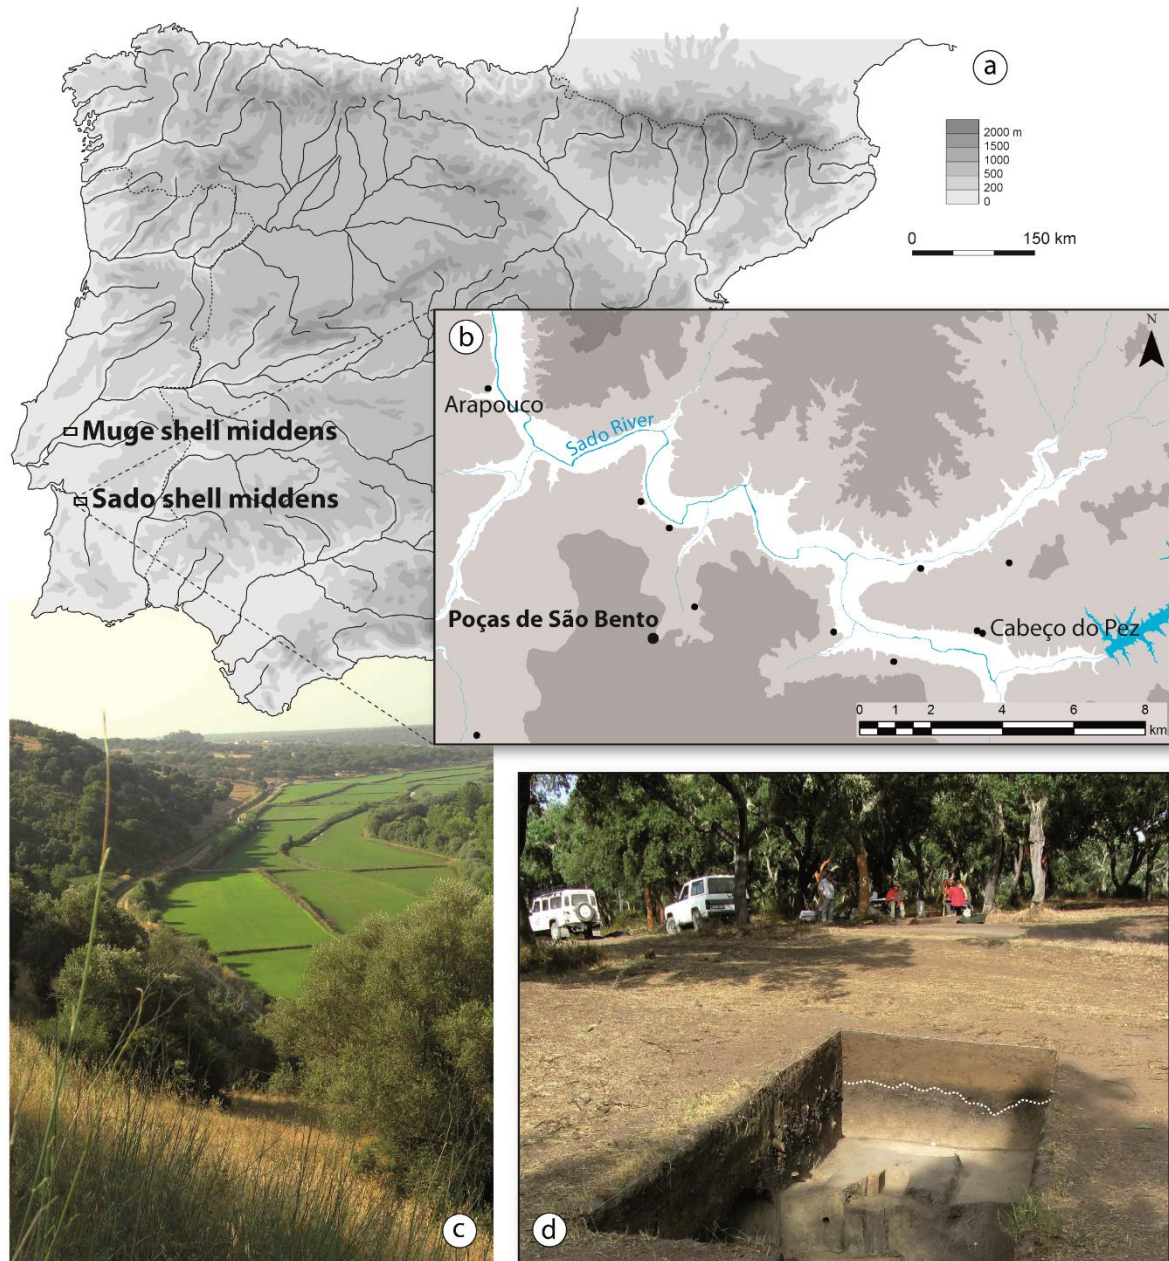 a
2000 m
1500
1000
500
200
0
0 150 km
Muge shell middens
Sado shell middens
b
N
Arapouco
Sado River
Poças de São Bento
Cabeço do Pez
0 1 2 4 6 8
km
c
d